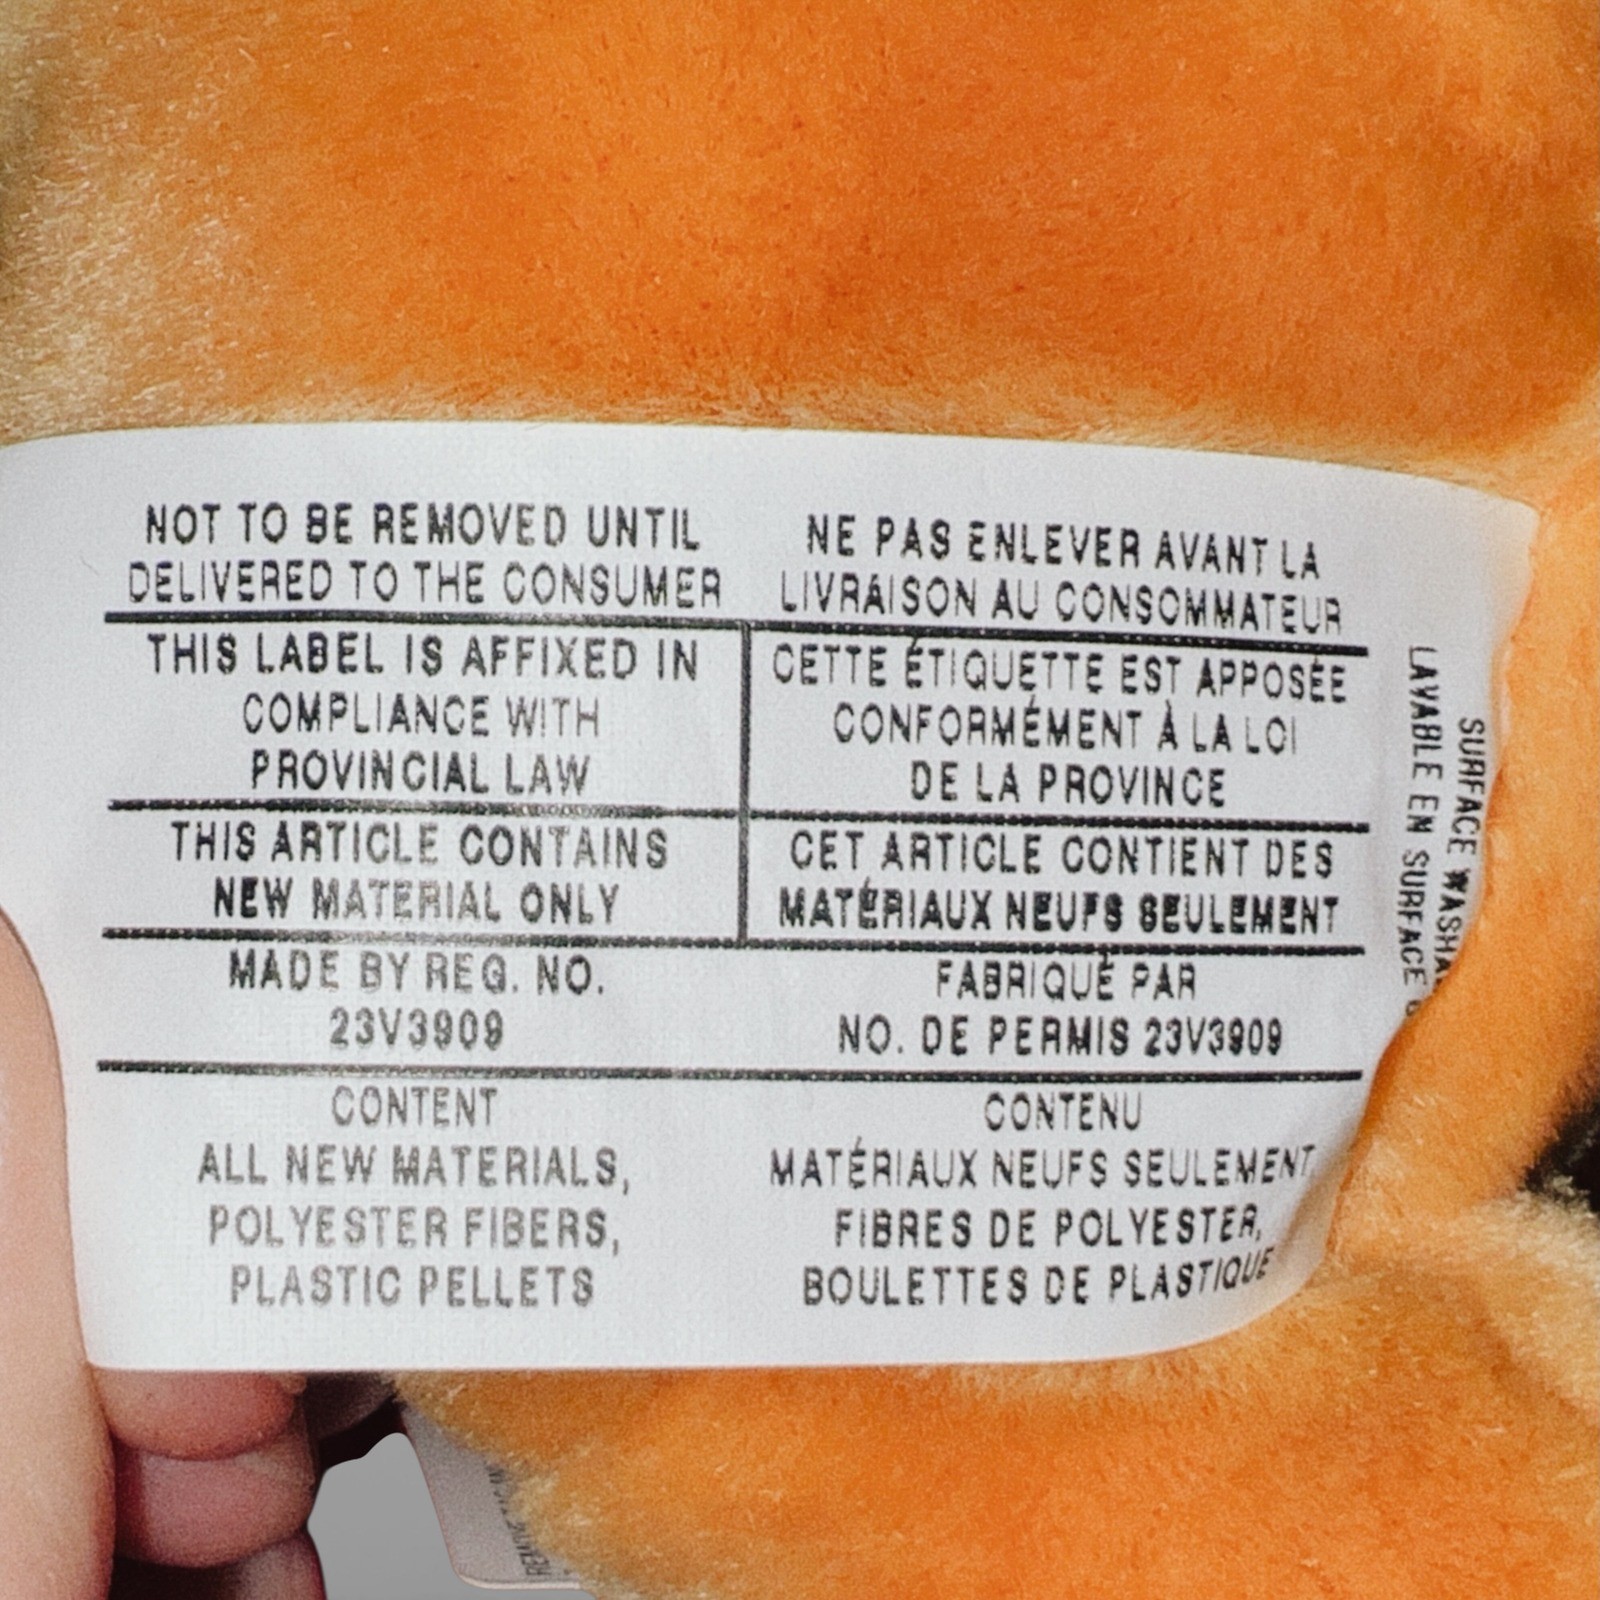 NOT TO BE REMOVED UNTIL
DELIVERED TO THE CONSUMER
THIS LABEL IS AFFIXED IN
COMPLIANCE WITH
PROVINCIAL LAW
THIS ARTICLE CONTAINS
NEW MATERIAL ONLY
MADE BY REG. NO.
23V3909
CONTENT
ALL NEW MATERIALS,
POLYESTER FIBERS,
PLASTIC PELLETS
NE PAS ENLEVER AVANT LA
LIVRAISON AU CONSOMMATEUR
CETTE ÉTIQUETTE EST APPOSÉE
CONFORMÉMENT À LA LOI
DE LA PROVINCE
CET ARTICLE CONTIENT DES
MATÉRIAUX NEUFS SEULEMENT
FABRIQUÉ PAR
NO. DE PERMIS 23V3909
CONTENU
MATÉRIAUX NEUFS SEULEMENT
FIBRES DE POLYESTER,
BOULETTES DE PLASTIQUE
SURFACE
LAVABLE EN SURFACE